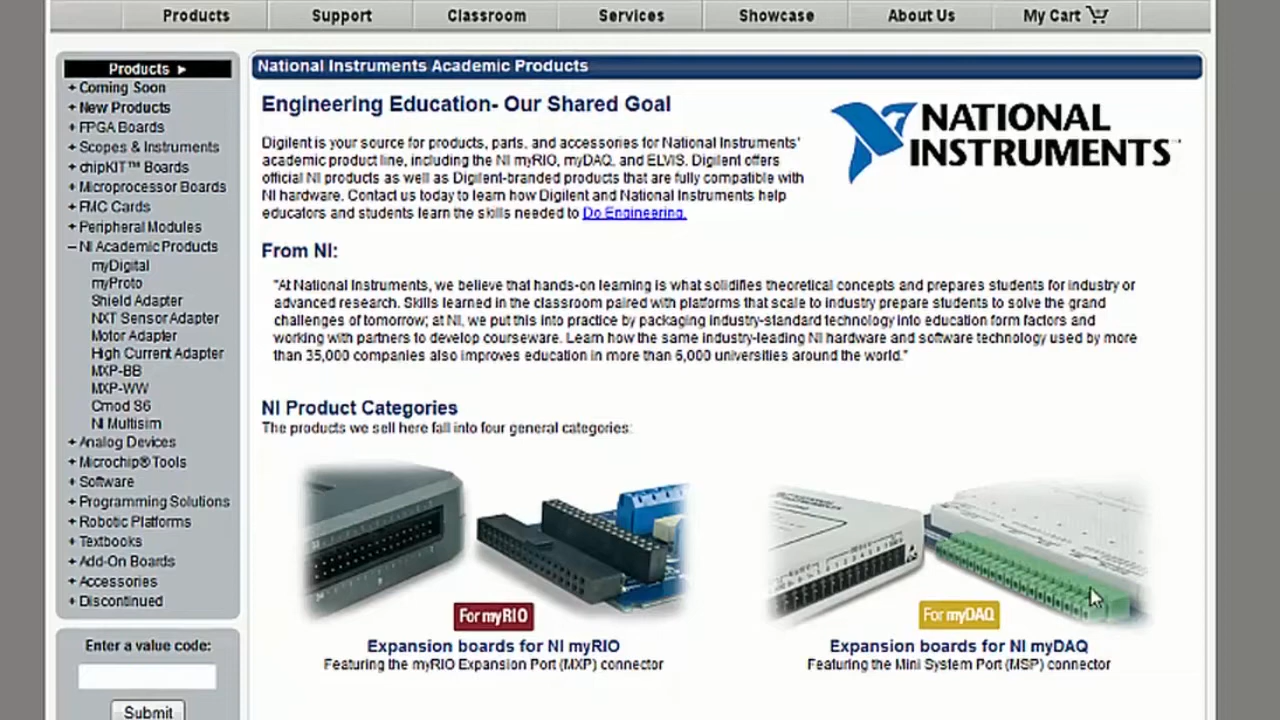 Products Support Classroom Services Showcase About Us My Cart
Products ►
+ Coming Soon
+ New Products
+ FPGA Boards
+ Scopes & Instruments
+ chipKIT™ Boards
+ Microprocessor Boards
+ FMC Cards
+ Peripheral Modules
– NI Academic Products
myDigital
myProto
Shield Adapter
NXT Sensor Adapter
Motor Adapter
High Current Adapter
MXP-BB
MXP-WW
Cmod S6
NI Multisim
+ Analog Devices
+ Microchip® Tools
+ Software
+ Programming Solutions
+ Robotic Platforms
+ Textbooks
+ Add-On Boards
+ Accessories
+ Discontinued
Enter a value code:
Submit
National Instruments Academic Products
Engineering Education- Our Shared Goal
NATIONAL
INSTRUMENTS™
Digilent is your source for products, parts, and accessories for National Instruments'
academic product line, including the NI myRIO, myDAQ, and ELVIS. Digilent offers
official NI products as well as Digilent-branded products that are fully compatible with
NI hardware. Contact us today to learn how Digilent and National Instruments help
educators and students learn the skills needed to Do Engineering.
From NI:
"At National Instruments, we believe that hands-on learning is what solidifies theoretical concepts and prepares students for industry or
advanced research. Skills learned in the classroom paired with platforms that scale to industry prepare students to solve the grand
challenges of tomorrow; at NI, we put this into practice by packaging industry-standard technology into education form factors and
working with partners to develop courseware. Learn how the same industry-leading NI hardware and software technology used by more
than 35,000 companies also improves education in more than 6,000 universities around the world."
NI Product Categories
The products we sell here fall into four general categories:
For myRIO
Expansion boards for NI myRIO
Featuring the myRIO Expansion Port (MXP) connector
For myDAQ
Expansion boards for NI myDAQ
Featuring the Mini System Port (MSP) connector